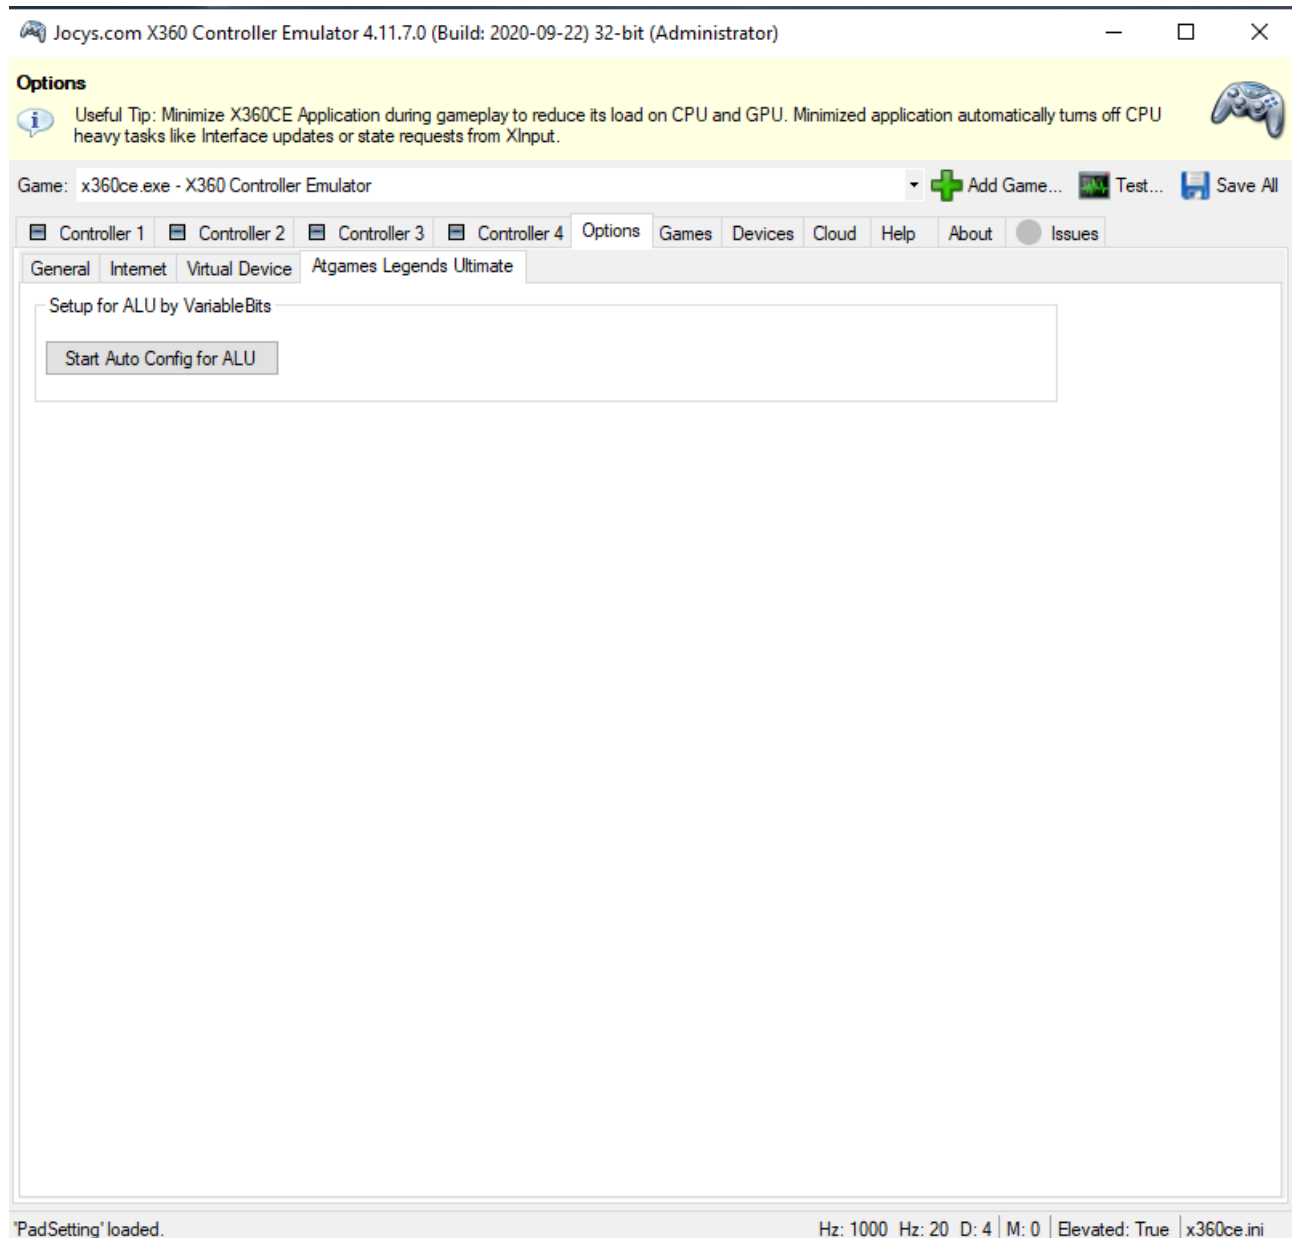 Jocys.com X360 Controller Emulator 4.11.7.0 (Build: 2020-09-22) 32-bit (Administrator)
Options
Useful Tip: Minimize X360CE Application during gameplay to reduce its load on CPU and GPU. Minimized application automatically turns off CPU
heavy tasks like Interface updates or state requests from XInput.
Game: x360ce.exe - X360 Controller Emulator Add Game... Test... Save All
Controller 1 Controller 2 Controller 3 Controller 4 Options Games Devices Cloud Help About Issues
General Internet Virtual Device Atgames Legends Ultimate
Setup for ALU by VariableBits
Start Auto Config for ALU
'PadSetting' loaded. Hz: 1000 Hz: 20 D: 4 M: 0 Elevated: True x360ce.ini